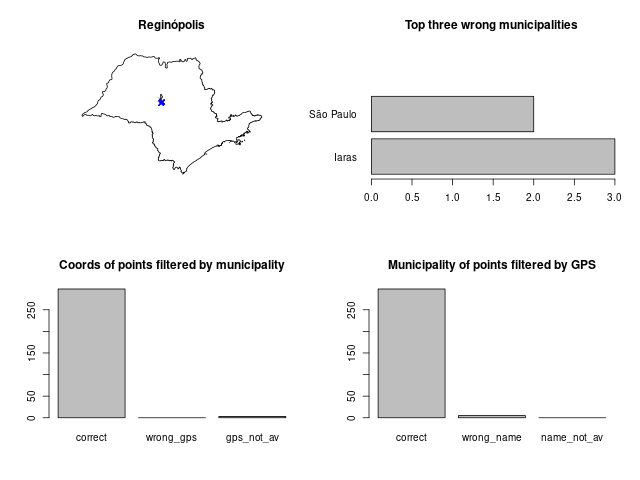 Reginópolis
Top three wrong municipalities
São Paulo
Iaras
0.0 0.5 1.0 1.5 2.0 2.5 3.0
Coords of points filtered by municipality
0 50 150 250
correct wrong_gps gps_not_av
Municipality of points filtered by GPS
0 50 150 250
correct wrong_name name_not_av